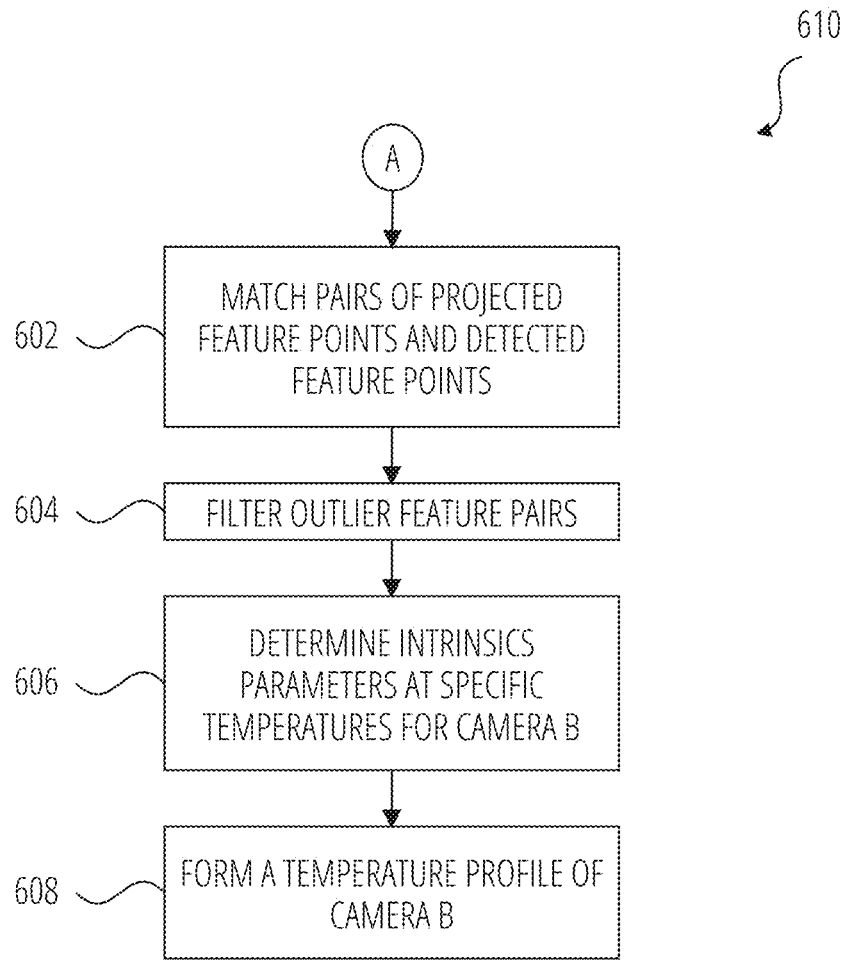 610
A
602
MATCH PAIRS OF PROJECTED
FEATURE POINTS AND DETECTED
FEATURE POINTS
604
FILTER OUTLIER FEATURE PAIRS
606
DETERMINE INTRINSICS
PARAMETERS AT SPECIFIC
TEMPERATURES FOR CAMERA B
608
FORM A TEMPERATURE PROFILE OF
CAMERA B